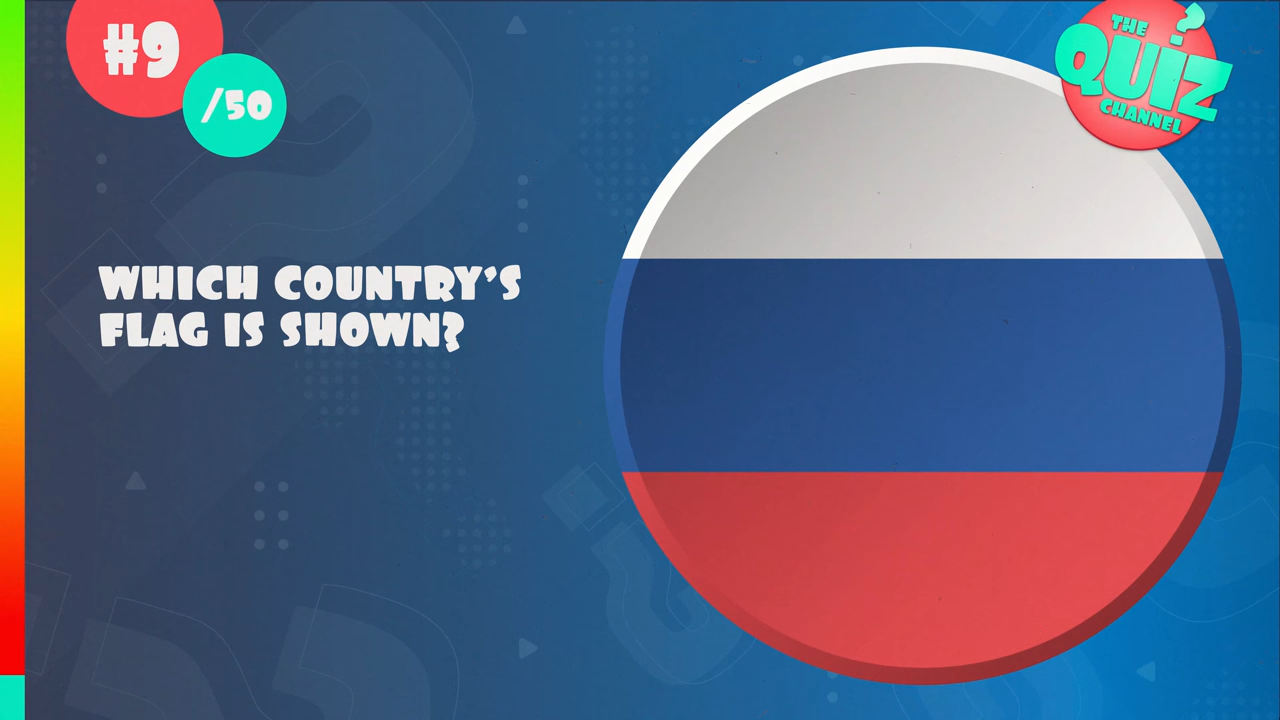 #9
/50
THE
QUIZ
CHANNEL
WHICH COUNTRY'S
FLAG IS SHOWN?